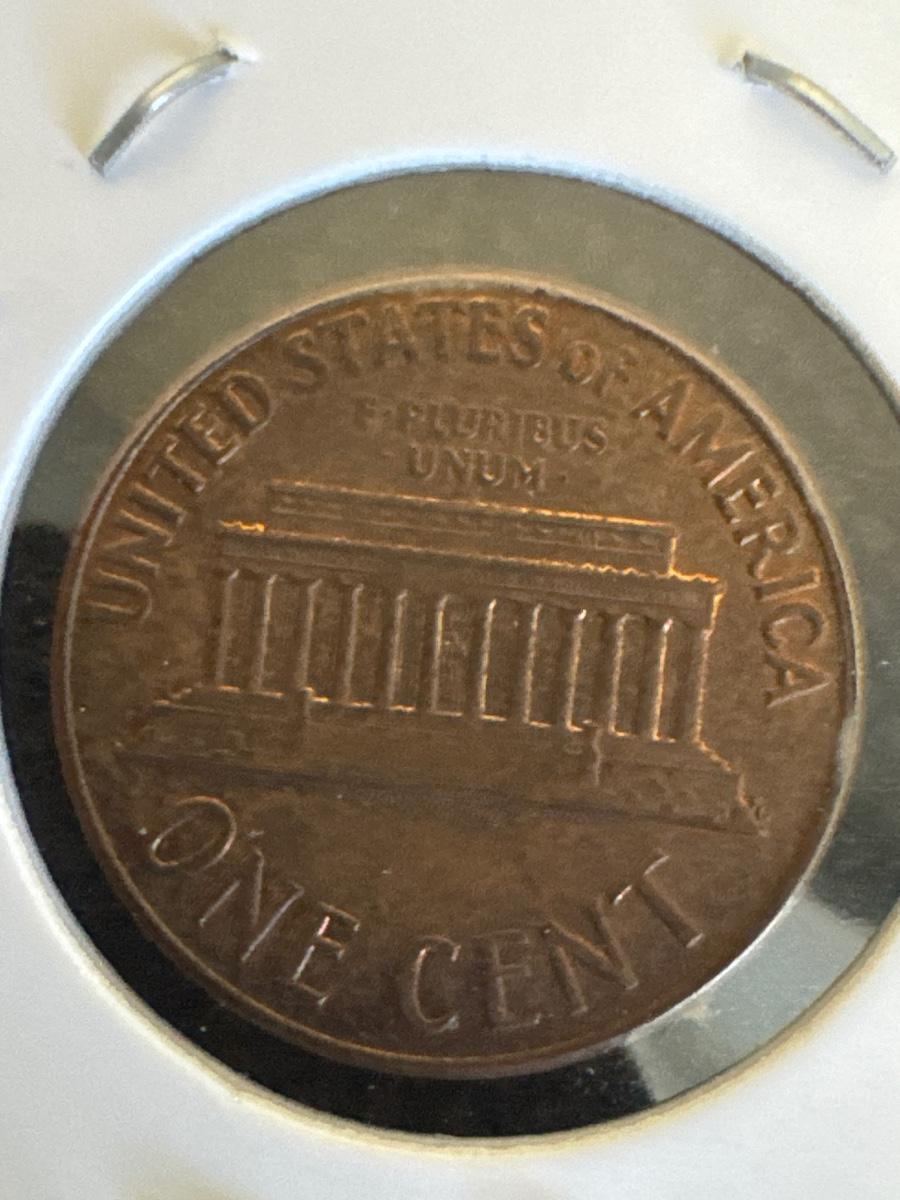 UNITED STATES OF AMERICA
E·PLURIBUS
UNUM
ONE CENT